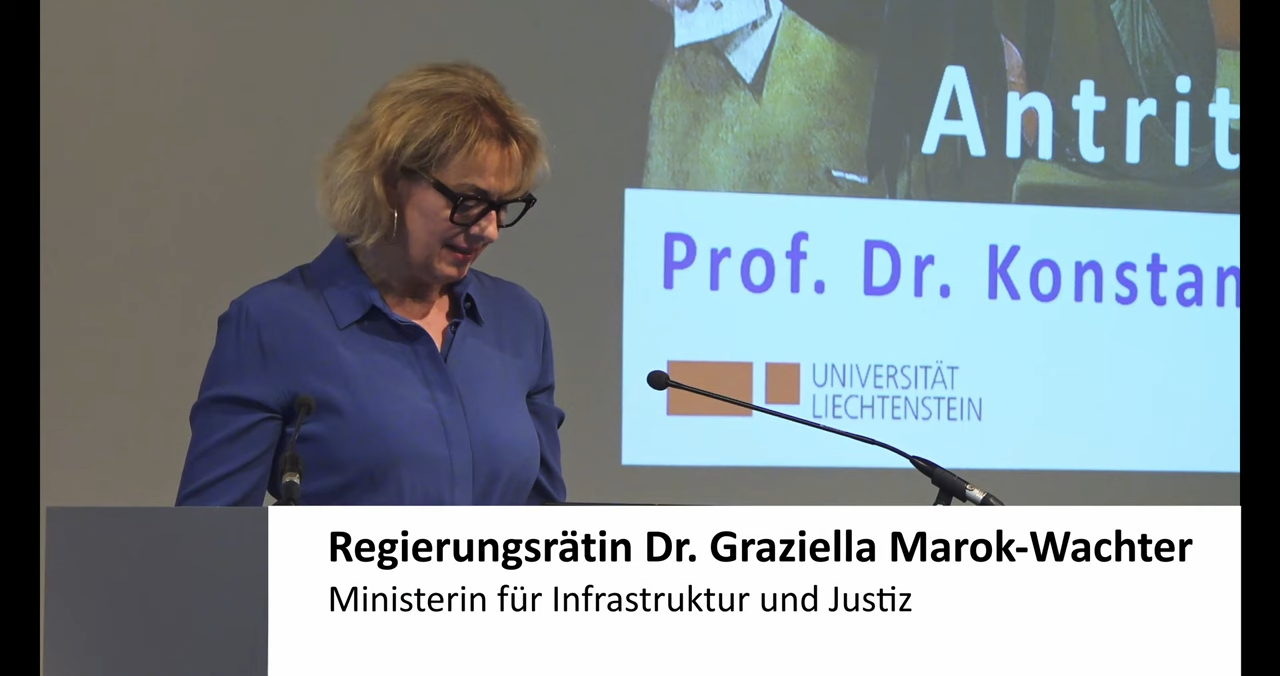 Antrit
Prof. Dr. Konstan
UNIVERSITÄT
LIECHTENSTEIN
Regierungsrätin Dr. Graziella Marok-Wachter
Ministerin für Infrastruktur und Justiz